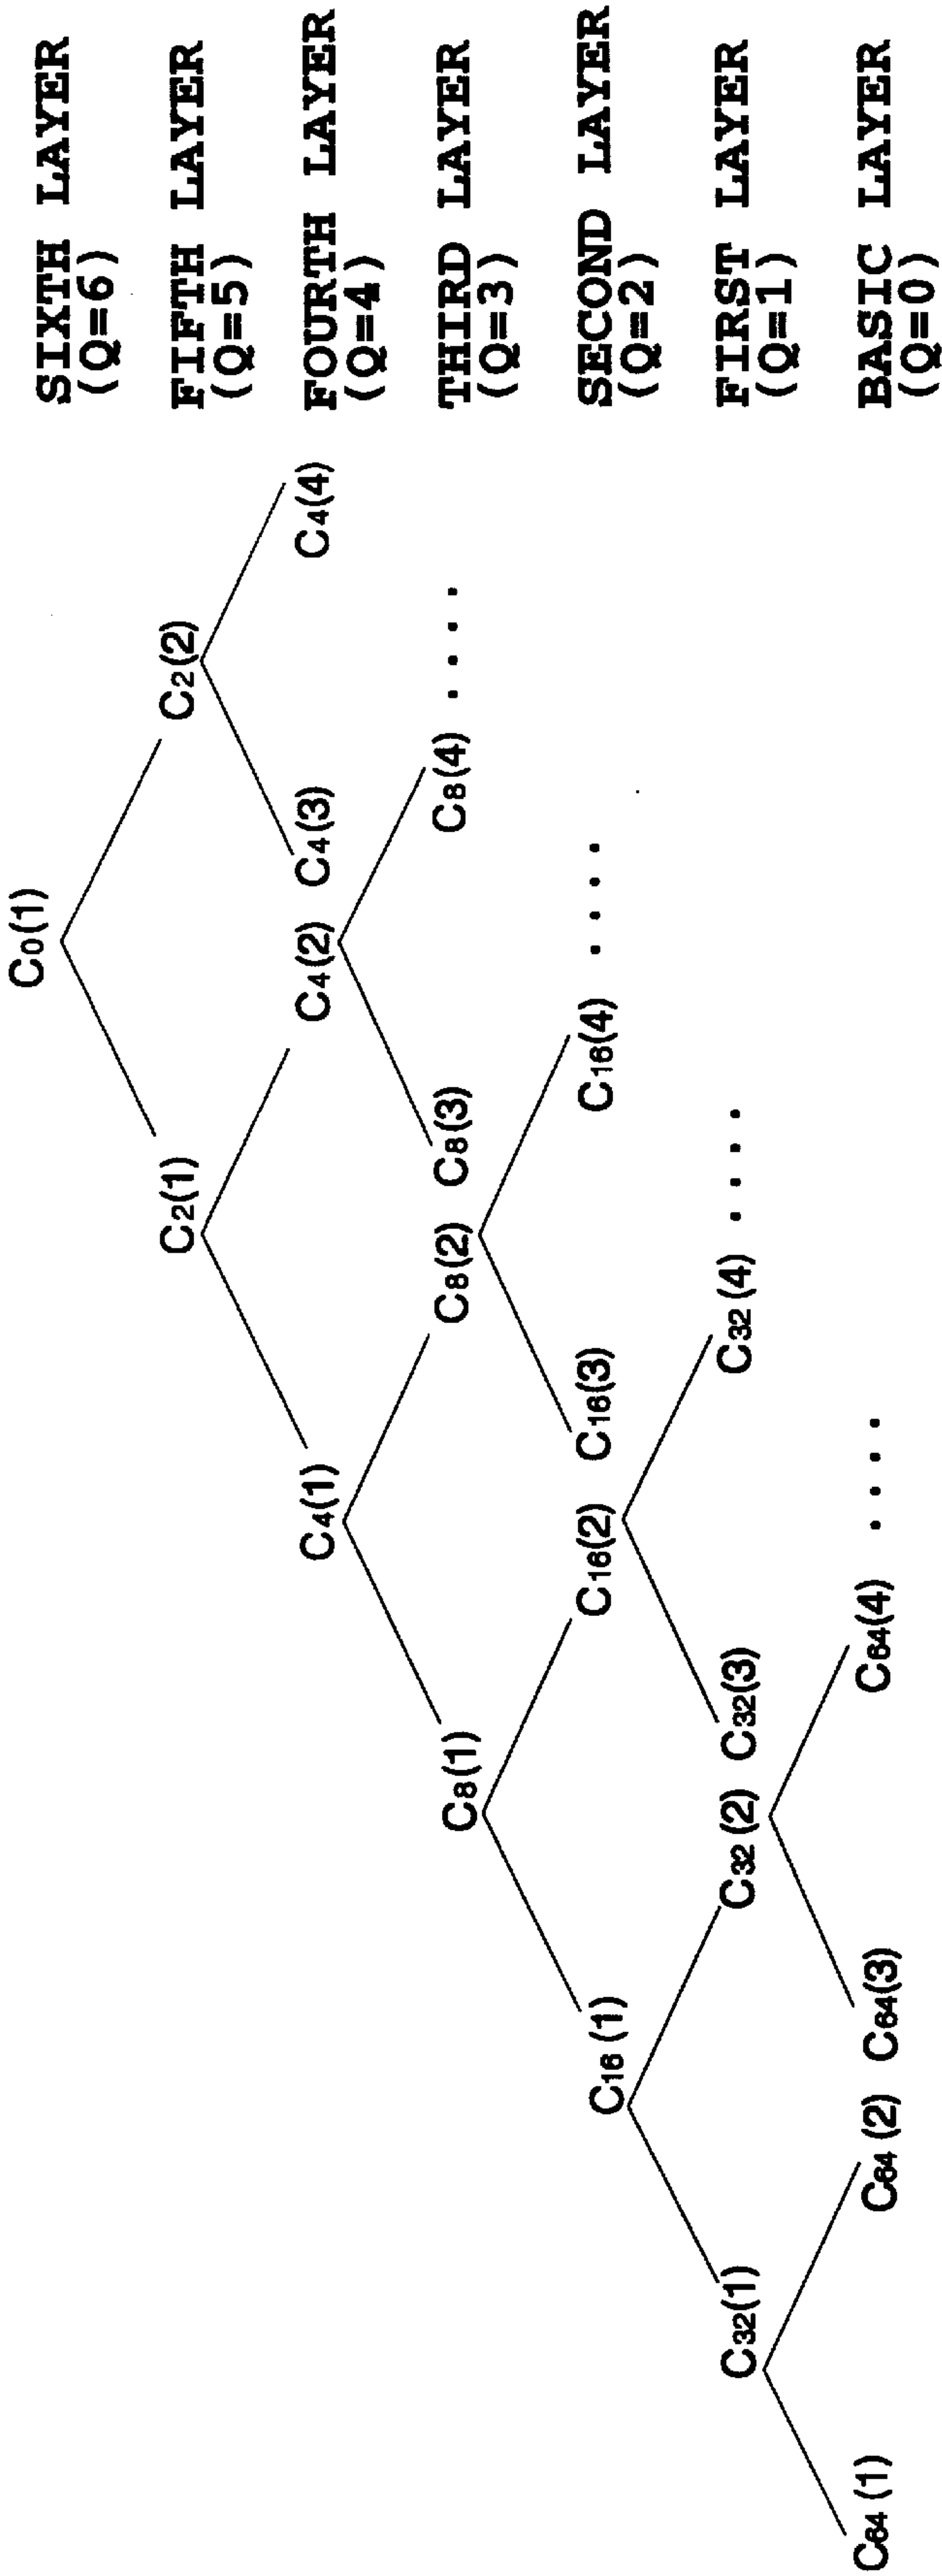 C0(1)
SIXTH LAYER
(Q=6)
C2(1) C2(2)
FIFTH LAYER
(Q=5)
C4(1) C4(2) C4(3) C4(4)
FOURTH LAYER
(Q=4)
C8(1) C8(2) C8(3) C8(4) ....
THIRD LAYER
(Q=3)
C16 (1) C16(2) C16(3) C16(4) ....
SECOND LAYER
(Q=2)
C32(1) C32 (2) C32(3) C32 (4) ....
FIRST LAYER
(Q=1)
C64 (1) C64 (2) C64(3) C64(4) ....
BASIC LAYER
(Q=0)